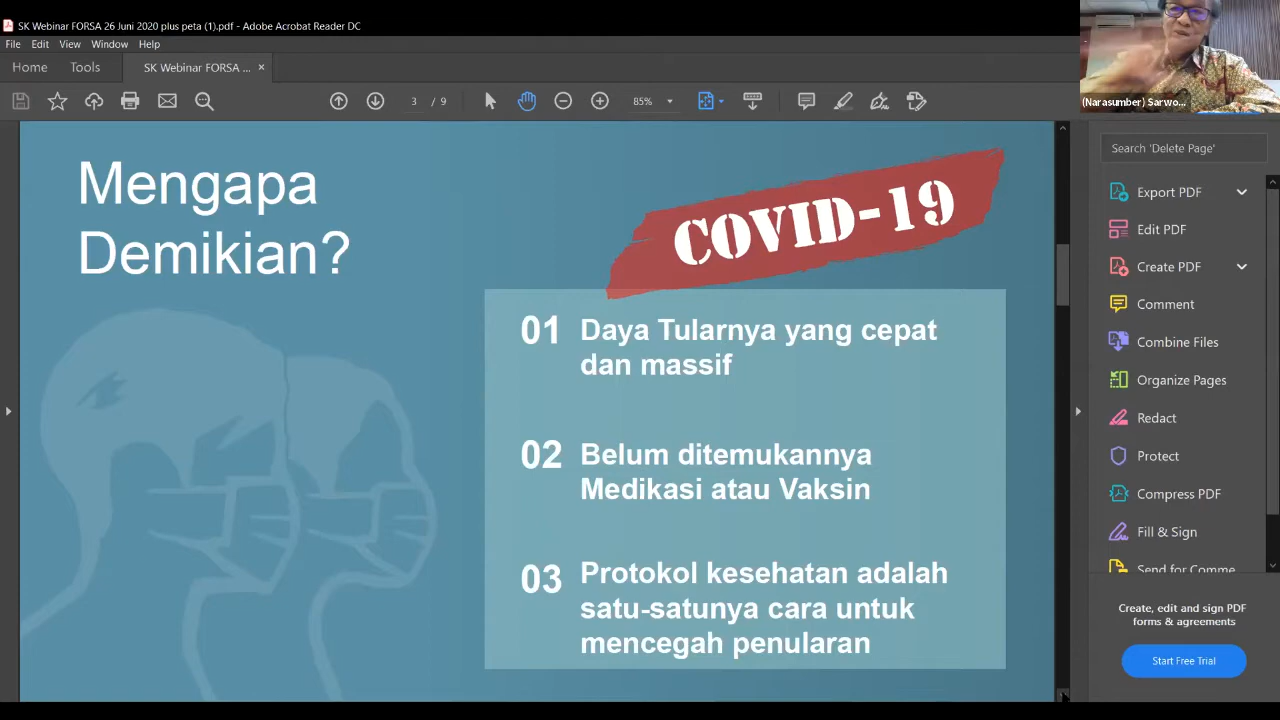 SK Webinar FORSA 26 Juni 2020 plus peta (1).pdf - Adobe Acrobat Reader DC
File Edit View Window Help
Home Tools SK Webinar FORSA ... ×
3 / 9 85%
(Narasumber) Sarwo...
Mengapa
Demikian?
COVID-19
01 Daya Tularnya yang cepat
dan massif
02 Belum ditemukannya
Medikasi atau Vaksin
03 Protokol kesehatan adalah
satu-satunya cara untuk
mencegah penularan
Search 'Delete Page'
Export PDF
Edit PDF
Create PDF
Comment
Combine Files
Organize Pages
Redact
Protect
Compress PDF
Fill & Sign
Send for Comme
Create, edit and sign PDF
forms & agreements
Start Free Trial